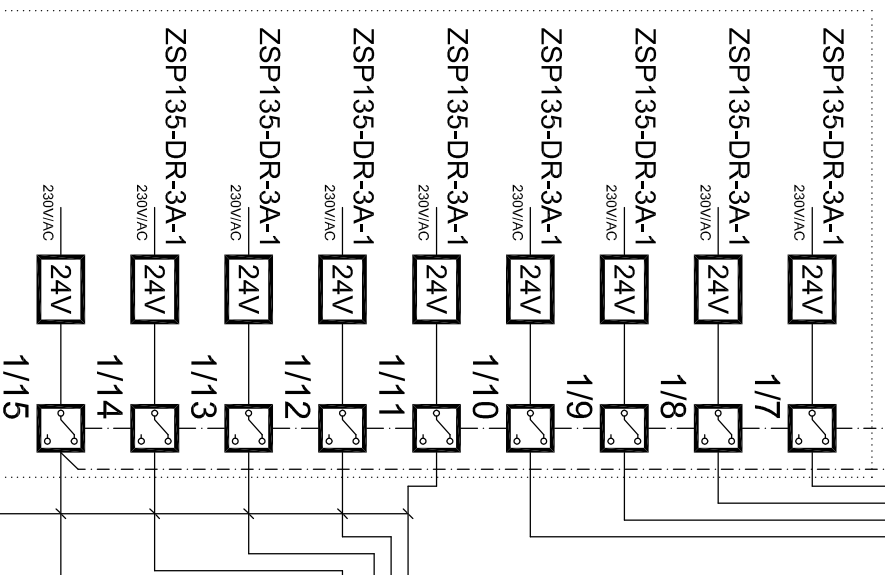 ZSP135-DR-3A-1
230V/AC
24V
1/7
ZSP135-DR-3A-1
230V/AC
24V
1/8
ZSP135-DR-3A-1
230V/AC
24V
1/9
ZSP135-DR-3A-1
230V/AC
24V
1/10
ZSP135-DR-3A-1
230V/AC
24V
1/11
ZSP135-DR-3A-1
230V/AC
24V
1/12
ZSP135-DR-3A-1
230V/AC
24V
1/13
ZSP135-DR-3A-1
230V/AC
24V
1/14
230V/AC
24V
1/15